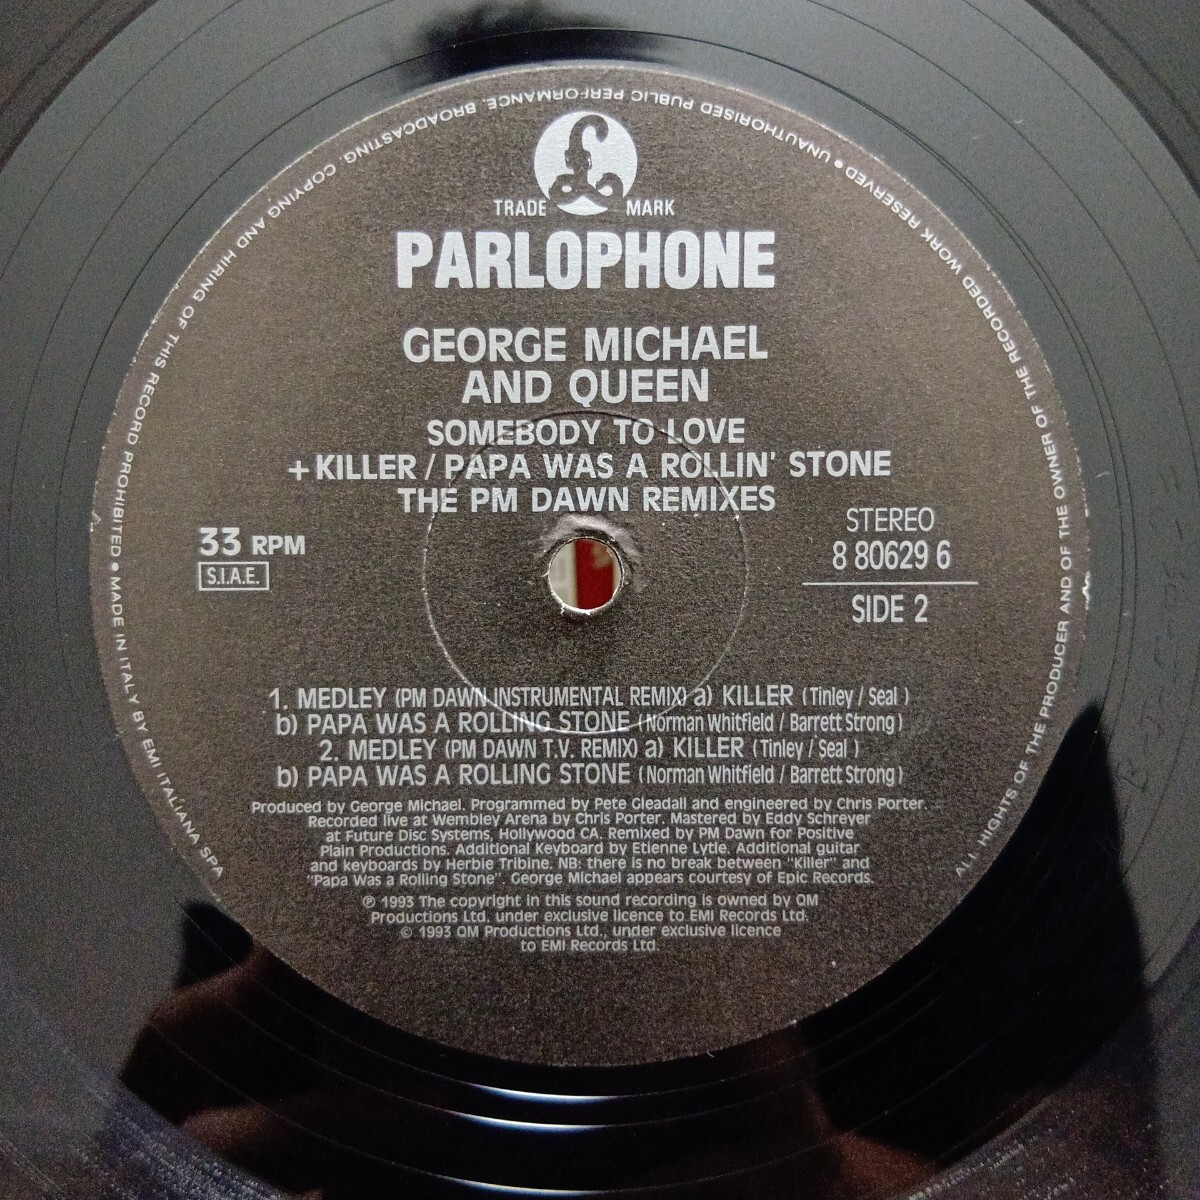 TRADE MARK
PARLOPHONE
GEORGE MICHAEL
AND QUEEN
SOMEBODY TO LOVE
+ KILLER / PAPA WAS A ROLLIN' STONE
THE PM DAWN REMIXES
33 RPM
S.I.A.E.
STEREO
8 80629 6
SIDE 2
1. MEDLEY (PM DAWN INSTRUMENTAL REMIX) a) KILLER (Tinley / Seal)
b) PAPA WAS A ROLLING STONE (Norman Whitfield / Barrett Strong)
2. MEDLEY (PM DAWN T.V. REMIX) a) KILLER (Tinley / Seal)
b) PAPA WAS A ROLLING STONE (Norman Whitfield / Barrett Strong)
Produced by George Michael. Programmed by Pete Gleadall and engineered by Chris Porter.
Recorded live at Wembley Arena by Chris Porter. Mastered by Eddy Schreyer
at Future Disc Systems, Hollywood CA. Remixed by PM Dawn for Positive
Plain Productions. Additional Keyboard by Etienne Lytle. Additional guitar
and keyboards by Herbie Tribine. NB: there is no break between "Killer" and
"Papa Was a Rolling Stone". George Michael appears courtesy of Epic Records.
℗ 1993 The copyright in this sound recording is owned by QM
Productions Ltd. under exclusive licence to EMI Records Ltd.
© 1993 QM Productions Ltd., under exclusive licence
to EMI Records Ltd.
ALL HIGHTS OF THE PRODUCER AND OF THE OWNER OF THE RECORDED WORK RESERVED • UNAUTHORISED PUBLIC PERFORMANCE, BROADCASTING, COPYING AND HIRING OF THIS RECORD PROHIBITED • MADE IN ITALY BY EMI ITALIANA SPA